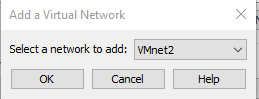 Add a Virtual Network
Select a network to add: VMnet2
OK Cancel Help